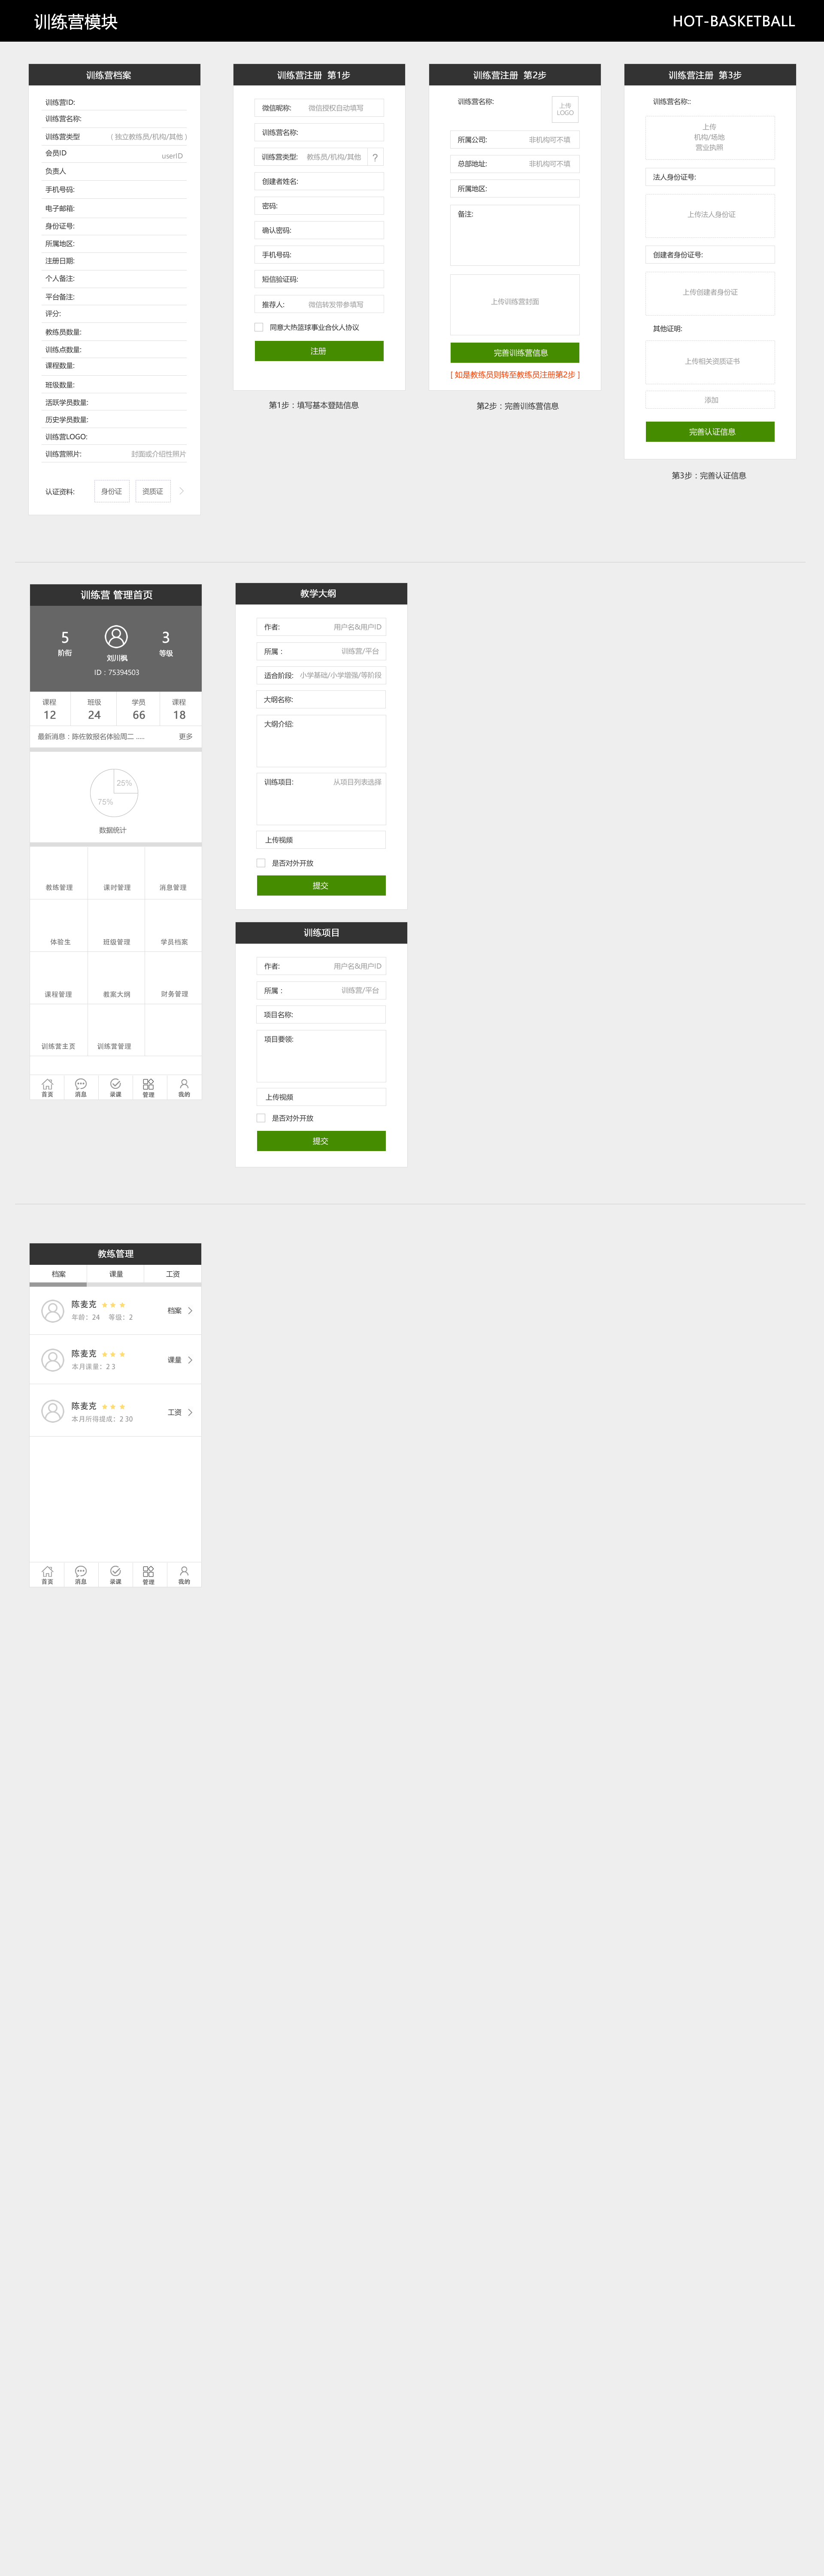 训练营模块
HOT-BASKETBALL
训练营档案
训练营ID:
训练营名称:
训练营类型 ( 独立教练员/机构/其他 )
会员ID userID
负责人
手机号码:
电子邮箱:
身份证号:
所属地区:
注册日期:
个人备注:
平台备注:
评分:
教练员数量:
训练点数量:
课程数量:
班级数量:
活跃学员数量:
历史学员数量:
训练营LOGO:
训练营照片: 封面或介绍性照片
认证资料: 身份证 资质证
训练营注册 第1步
微信昵称: 微信授权自动填写
训练营名称:
训练营类型: 教练员/机构/其他 ?
创建者姓名:
密码:
确认密码:
手机号码:
短信验证码:
推荐人: 微信转发带参填写
同意大热篮球事业合伙人协议
注册
第1步：填写基本登陆信息
训练营注册 第2步
训练营名称:
上传
LOGO
所属公司: 非机构可不填
总部地址: 非机构可不填
所属地区:
备注:
上传训练营封面
完善训练营信息
[ 如是教练员则转至教练员注册第2步 ]
第2步：完善训练营信息
训练营注册 第3步
训练营名称::
上传
机构/场地
营业执照
法人身份证号:
上传法人身份证
创建者身份证号:
上传创建者身份证
其他证明:
上传相关资质证书
添加
完善认证信息
第3步：完善认证信息
训练营 管理首页
5 3
阶衔 刘川枫 等级
ID：75394503
课程 班级 学员 课程
12 24 66 18
最新消息：陈佐敦报名体验周二 ..... 更多
25%
75%
数据统计
教练管理 课时管理 消息管理
体验生 班级管理 学员档案
课程管理 教案大纲 财务管理
训练营主页 训练营管理
首页 消息 录课 管理 我的
教学大纲
作者: 用户名&用户ID
所属： 训练营/平台
适合阶段: 小学基础/小学增强/等阶段
大纲名称:
大纲介绍:
训练项目: 从项目列表选择
上传视频
是否对外开放
提交
训练项目
作者: 用户名&用户ID
所属： 训练营/平台
项目名称:
项目要领:
上传视频
是否对外开放
提交
教练管理
档案 课量 工资
陈麦克
年龄：24 等级：2
档案
陈麦克
本月课量：2 3
课量
陈麦克
本月所得提成：2 30
工资
首页 消息 录课 管理 我的